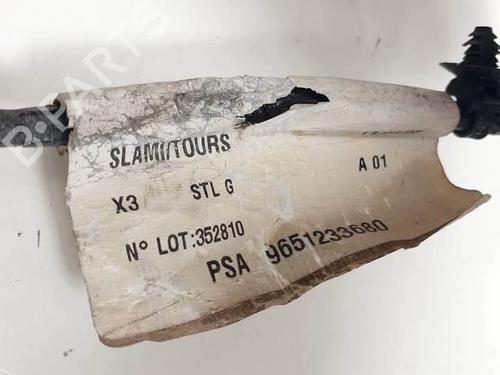 B-PARTS
SLAMI/TOURS
X3 STL G A 01
N° LOT:352810
PSA 9651233680